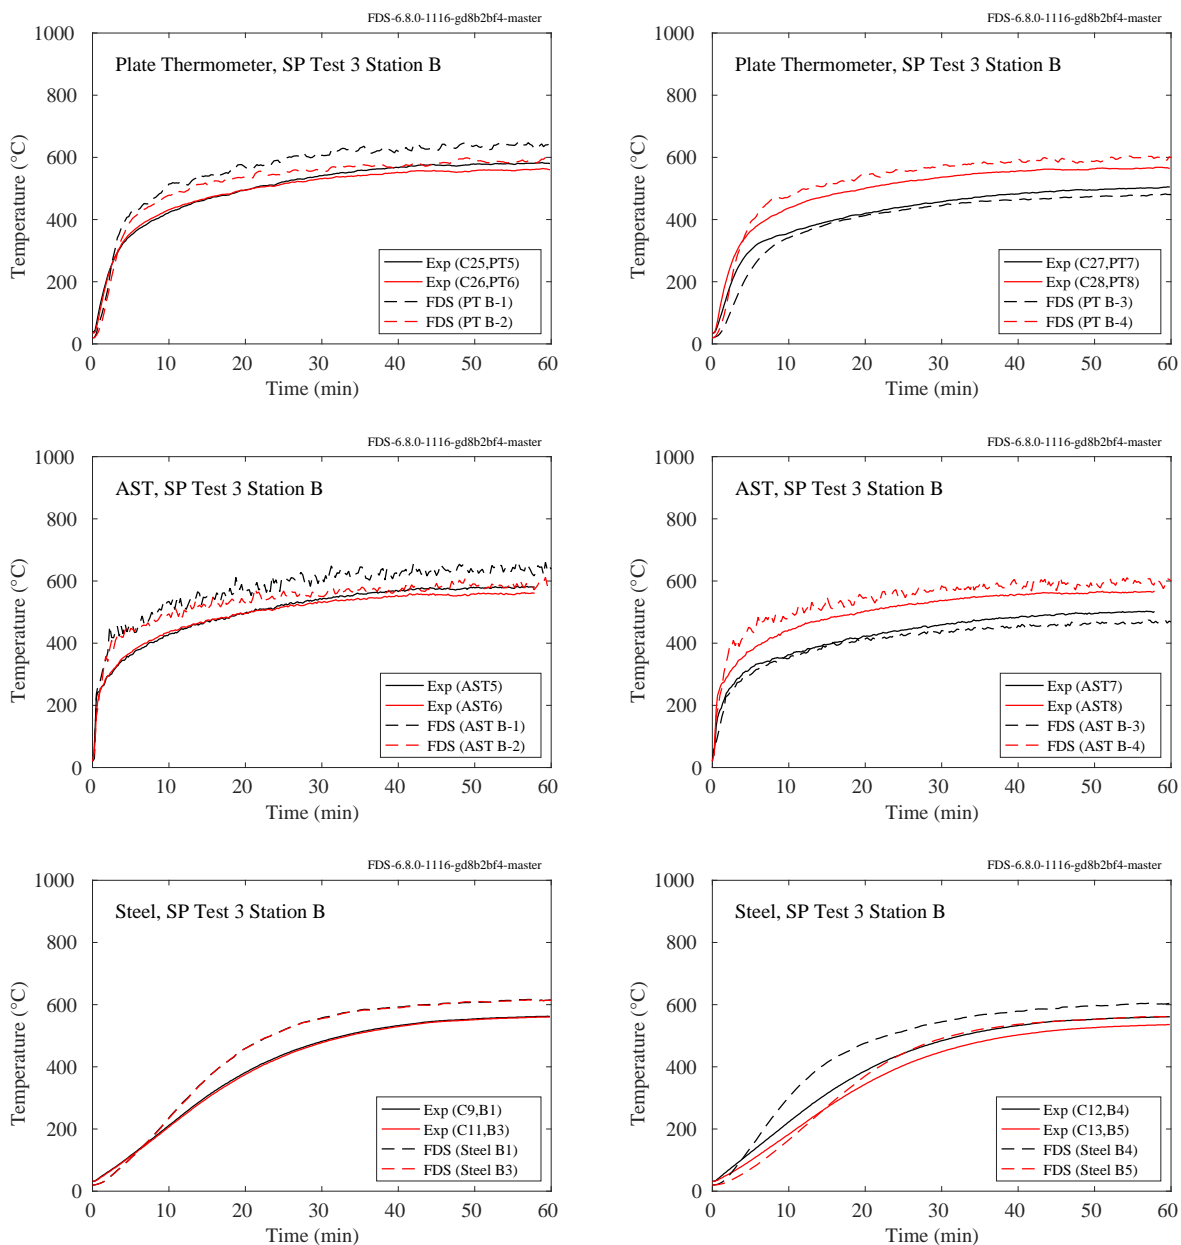 FDS-6.8.0-1116-gd8b2bf4-master
Plate Thermometer, SP Test 3 Station B
1000
800
600
400
200
0
Temperature (°C)
Exp (C25,PT5)
Exp (C26,PT6)
FDS (PT B-1)
FDS (PT B-2)
0 10 20 30 40 50 60
Time (min)
FDS-6.8.0-1116-gd8b2bf4-master
Plate Thermometer, SP Test 3 Station B
1000
800
600
400
200
0
Temperature (°C)
Exp (C27,PT7)
Exp (C28,PT8)
FDS (PT B-3)
FDS (PT B-4)
0 10 20 30 40 50 60
Time (min)
FDS-6.8.0-1116-gd8b2bf4-master
AST, SP Test 3 Station B
1000
800
600
400
200
0
Temperature (°C)
Exp (AST5)
Exp (AST6)
FDS (AST B-1)
FDS (AST B-2)
0 10 20 30 40 50 60
Time (min)
FDS-6.8.0-1116-gd8b2bf4-master
AST, SP Test 3 Station B
1000
800
600
400
200
0
Temperature (°C)
Exp (AST7)
Exp (AST8)
FDS (AST B-3)
FDS (AST B-4)
0 10 20 30 40 50 60
Time (min)
FDS-6.8.0-1116-gd8b2bf4-master
Steel, SP Test 3 Station B
1000
800
600
400
200
0
Temperature (°C)
Exp (C9,B1)
Exp (C11,B3)
FDS (Steel B1)
FDS (Steel B3)
0 10 20 30 40 50 60
Time (min)
FDS-6.8.0-1116-gd8b2bf4-master
Steel, SP Test 3 Station B
1000
800
600
400
200
0
Temperature (°C)
Exp (C12,B4)
Exp (C13,B5)
FDS (Steel B4)
FDS (Steel B5)
0 10 20 30 40 50 60
Time (min)